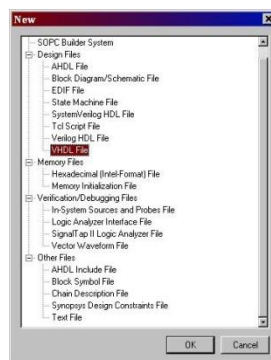 New
SOPC Builder System
Design Files
AHDL File
Block Diagram/Schematic File
EDIF File
State Machine File
SystemVerilog HDL File
Tcl Script File
Verilog HDL File
VHDL File
Memory Files
Hexadecimal (Intel-Format) File
Memory Initialization File
Verification/Debugging Files
In-System Sources and Probes File
Logic Analyzer Interface File
SignalTap II Logic Analyzer File
Vector Waveform File
Other Files
AHDL Include File
Block Symbol File
Chain Description File
Synopsys Design Constraints File
Text File
OK Cancel